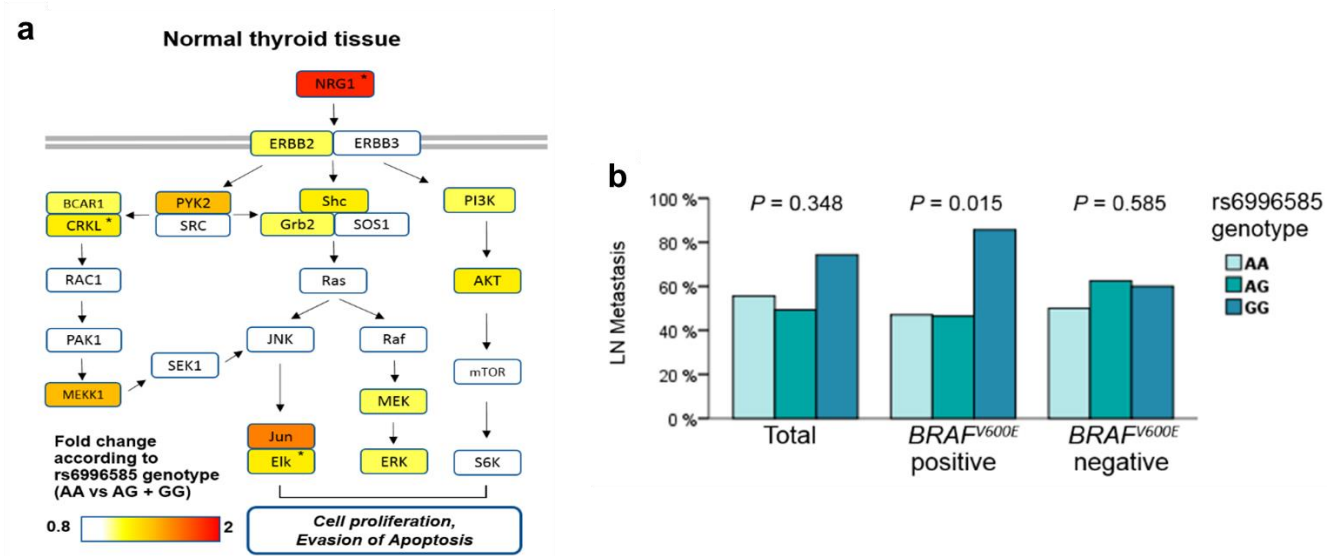 a
Normal thyroid tissue
NRG1 *
ERBB2 ERBB3
BCAR1 PYK2 Shc PI3K
CRKL * SRC Grb2 SOS1
RAC1 Ras AKT
PAK1 JNK Raf
SEK1 mTOR
MEKK1 MEK
Jun
Elk * ERK S6K
Fold change
according to
rs6996585 genotype
(AA vs AG + GG)
0.8 2
Cell proliferation,
Evasion of Apoptosis
b
P = 0.348 P = 0.015 P = 0.585
rs6996585
genotype
AA
AG
GG
LN Metastasis
100 %
80 %
60 %
40 %
20 %
0 %
Total BRAFV600E BRAFV600E
positive negative